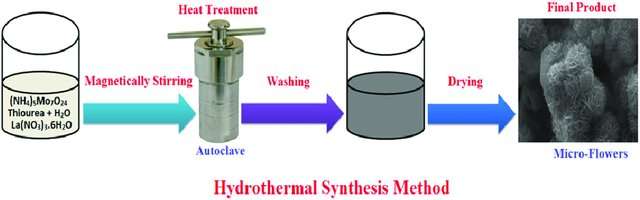 Heat Treatment
Final Product
Magnetically Stirring
Washing
Drying
(NH4)5Mo7O24
Thiourea + H2O
La(NO3)3.6H2O
Autoclave
Micro-Flowers
Hydrothermal Synthesis Method